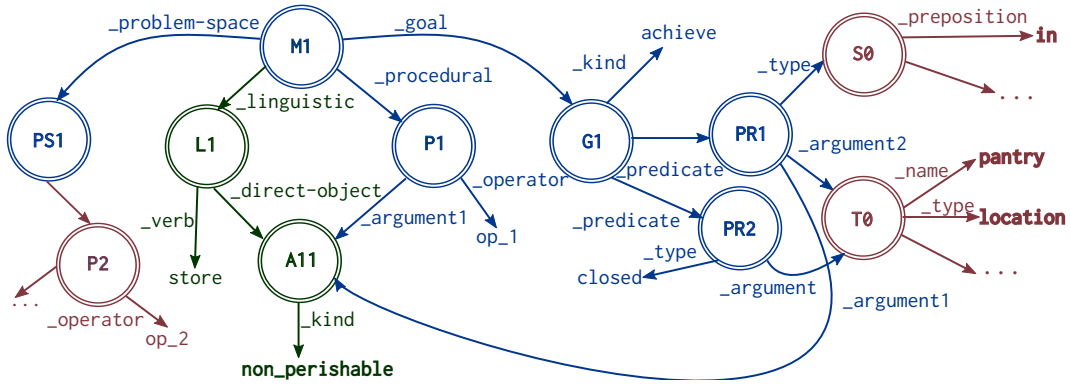 _preposition
_problem-space
_goal
in
achieve
M1
S0
_kind
_type
_procedural
_linguistic
...
PS1
L1
P1
G1
PR1
_argument2
pantry
_name
_direct-object
_operator
_predicate
_type
location
_verb
_argument1
_predicate
PR2
T0
op_1
P2
A11
_type
store
closed
...
_argument
...
_argument1
_operator
_kind
op_2
non_perishable